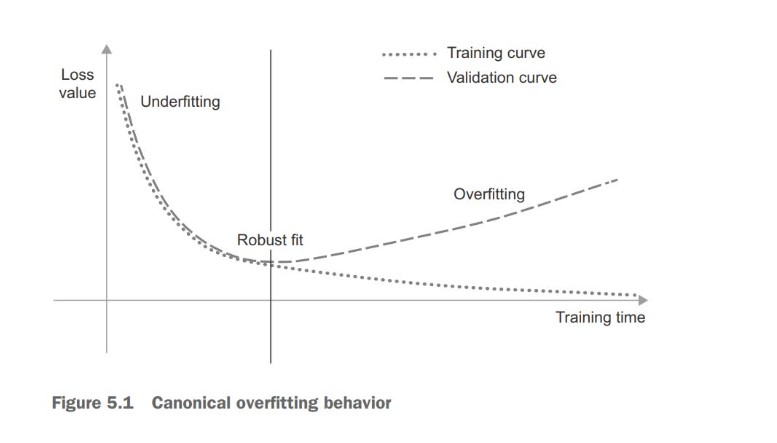 Loss
value
Underfitting
Training curve
Validation curve
Overfitting
Robust fit
Training time
Figure 5.1 Canonical overfitting behavior